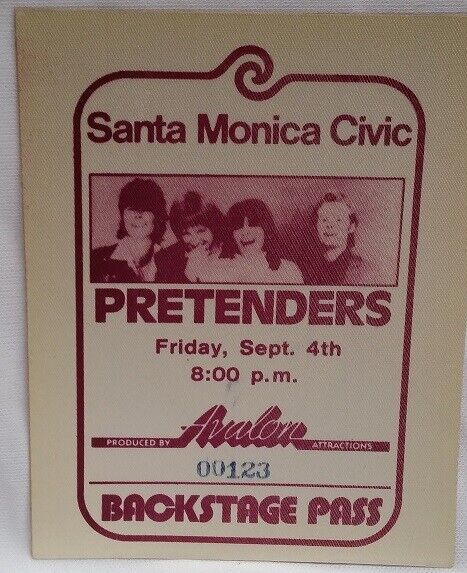 Santa Monica Civic
PRETENDERS
Friday, Sept. 4th
8:00 p.m.
PRODUCED BY Avalon ATTRACTIONS
00123
BACKSTAGE PASS